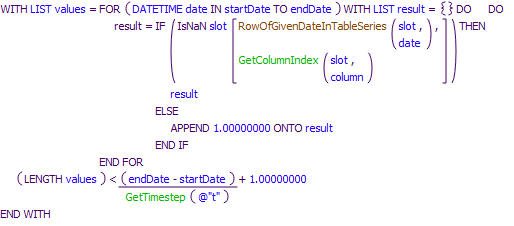 WITH LIST values = FOR ( DATETIME date IN startDate TO endDate ) WITH LIST result = {} DO DO
result = IF ( IsNaN slot [ RowOfGivenDateInTableSeries ( slot , date ) ,
GetColumnIndex ( slot , column ) ] ) THEN
result
ELSE
APPEND 1.00000000 ONTO result
END IF
END FOR
( LENGTH values ) < ( endDate - startDate ) + 1.00000000
GetTimestep ( @"t" )
END WITH